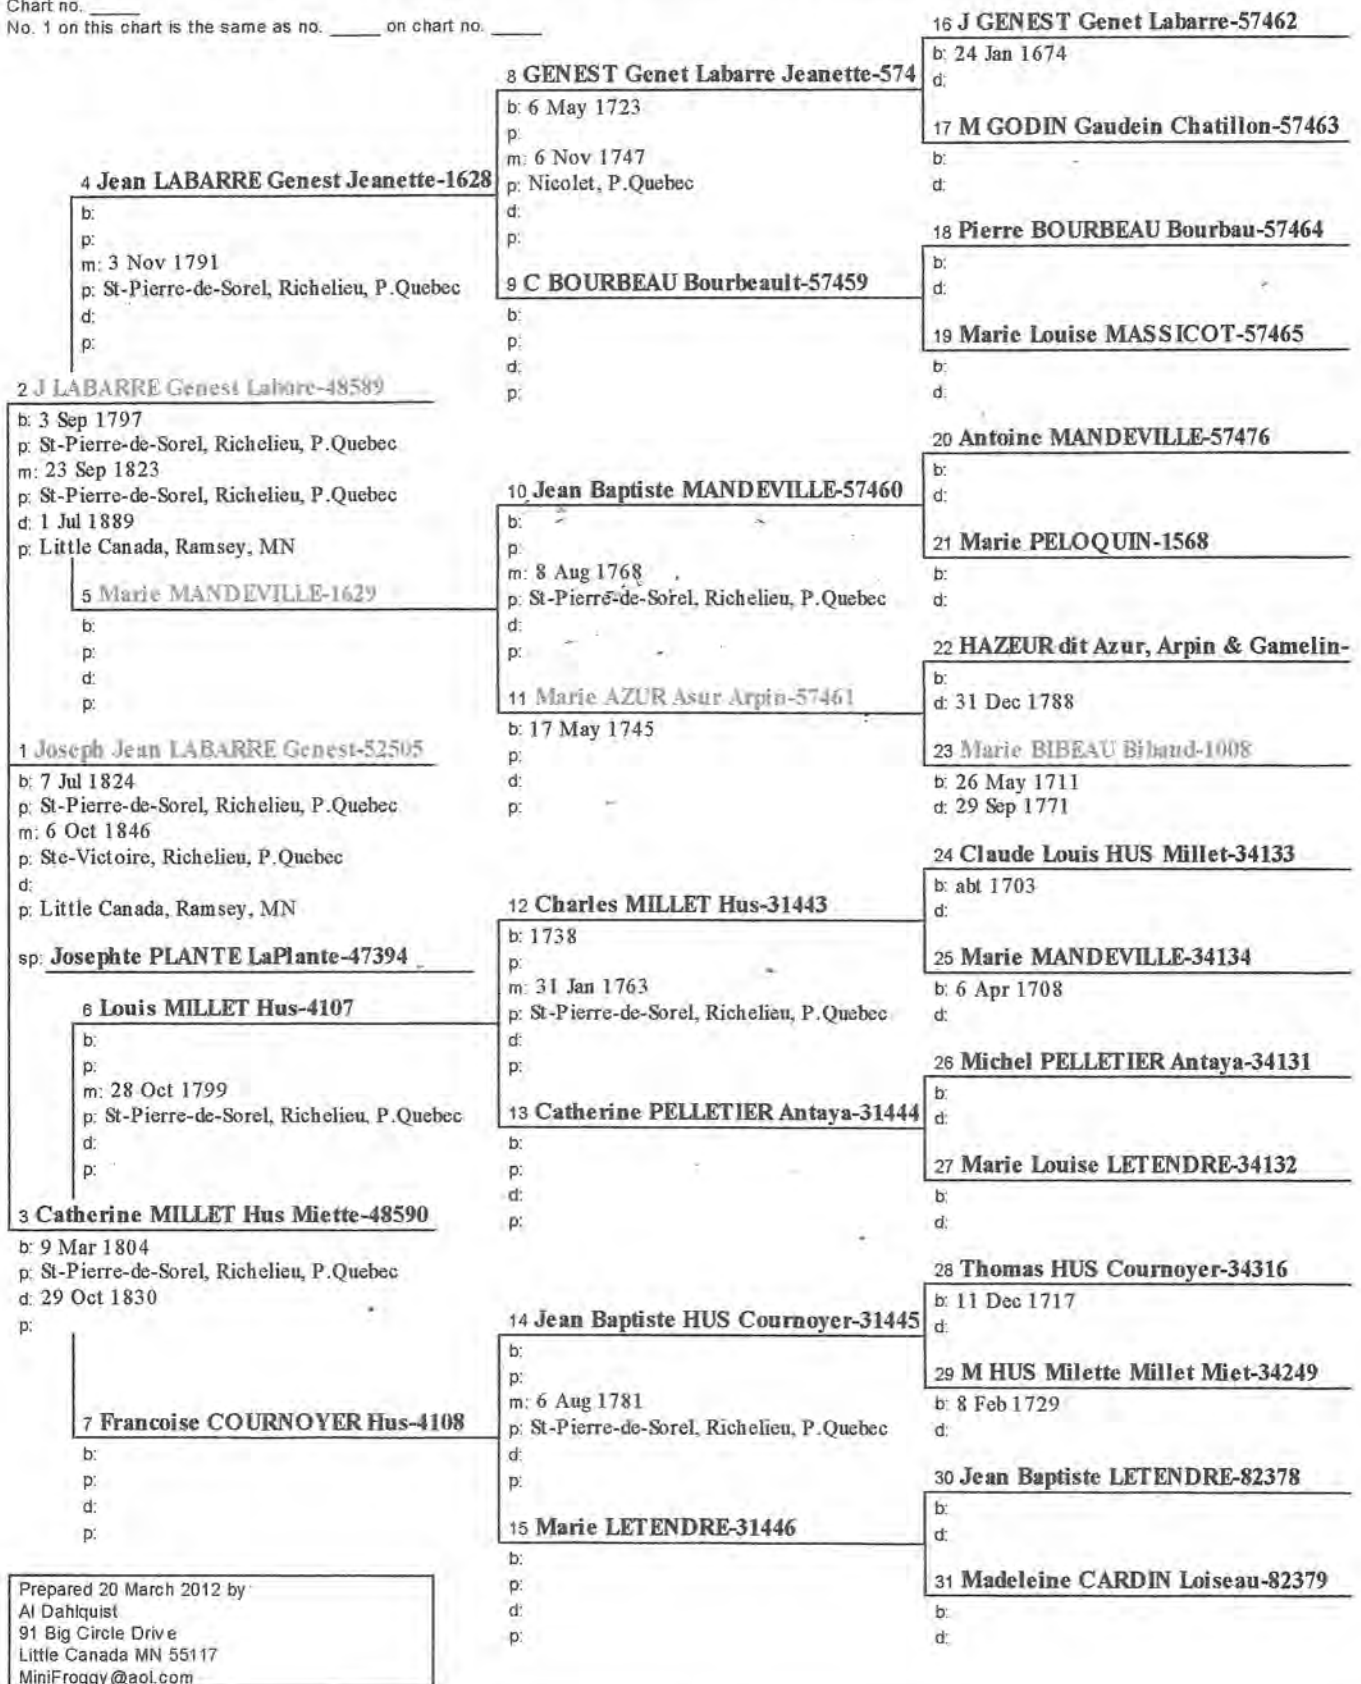 Chart no. _____
No. 1 on this chart is the same as no. _____ on chart no. _____
16 J GENEST Genet Labarre-57462
b: 24 Jan 1674
d:
8 GENEST Genet Labarre Jeanette-574
b: 6 May 1723
p:
m: 6 Nov 1747
p: Nicolet, P.Quebec
d:
p:
17 M GODIN Gaudein Chatillon-57463
b:
d:
4 Jean LABARRE Genest Jeanette-1628
b:
p:
m: 3 Nov 1791
p: St-Pierre-de-Sorel, Richelieu, P.Quebec
d:
p:
18 Pierre BOURBEAU Bourbau-57464
b:
d:
9 C BOURBEAU Bourbeault-57459
b:
p:
d:
p:
19 Marie Louise MASSICOT-57465
b:
d:
2 J LABARRE Genest Labore-48589
b: 3 Sep 1797
p: St-Pierre-de-Sorel, Richelieu, P.Quebec
m: 23 Sep 1823
p: St-Pierre-de-Sorel, Richelieu, P.Quebec
d: 1 Jul 1889
p: Little Canada, Ramsey, MN
20 Antoine MANDEVILLE-57476
b:
d:
10 Jean Baptiste MANDEVILLE-57460
b:
p:
m: 8 Aug 1768
p: St-Pierre-de-Sorel, Richelieu, P.Quebec
d:
p:
21 Marie PELOQUIN-1568
b:
d:
5 Marie MANDEVILLE-1629
b:
p:
d:
p:
22 HAZEUR dit Azur, Arpin & Gamelin-
b:
d: 31 Dec 1788
11 Marie AZUR Asur Arpin-57461
b: 17 May 1745
p:
d:
p:
23 Marie BIBEAU Bibaud-1008
b: 26 May 1711
d: 29 Sep 1771
1 Joseph Jean LABARRE Genest-52505
b: 7 Jul 1824
p: St-Pierre-de-Sorel, Richelieu, P.Quebec
m: 6 Oct 1846
p: Ste-Victoire, Richelieu, P.Quebec
d:
p: Little Canada, Ramsey, MN
sp: Josephte PLANTE LaPlante-47394
24 Claude Louis HUS Millet-34133
b: abt 1703
d:
12 Charles MILLET Hus-31443
b: 1738
p:
m: 31 Jan 1763
p: St-Pierre-de-Sorel, Richelieu, P.Quebec
d:
p:
25 Marie MANDEVILLE-34134
b: 6 Apr 1708
d:
6 Louis MILLET Hus-4107
b:
p:
m: 28 Oct 1799
p: St-Pierre-de-Sorel, Richelieu, P.Quebec
d:
p:
26 Michel PELLETIER Antaya-34131
b:
d:
13 Catherine PELLETIER Antaya-31444
b:
p:
d:
p:
27 Marie Louise LETENDRE-34132
b:
d:
3 Catherine MILLET Hus Miette-48590
b: 9 Mar 1804
p: St-Pierre-de-Sorel, Richelieu, P.Quebec
d: 29 Oct 1830
p:
28 Thomas HUS Cournoyer-34316
b: 11 Dec 1717
d:
14 Jean Baptiste HUS Cournoyer-31445
b:
p:
m: 6 Aug 1781
p: St-Pierre-de-Sorel, Richelieu, P.Quebec
d:
p:
29 M HUS Milette Millet Miet-34249
b: 8 Feb 1729
d:
7 Francoise COURNOYER Hus-4108
b:
p:
d:
p:
30 Jean Baptiste LETENDRE-82378
b:
d:
15 Marie LETENDRE-31446
b:
p:
d:
p:
31 Madeleine CARDIN Loiseau-82379
b:
d:
Prepared 20 March 2012 by
Al Dahlquist
91 Big Circle Drive
Little Canada MN 55117
MiniFroggy@aol.com